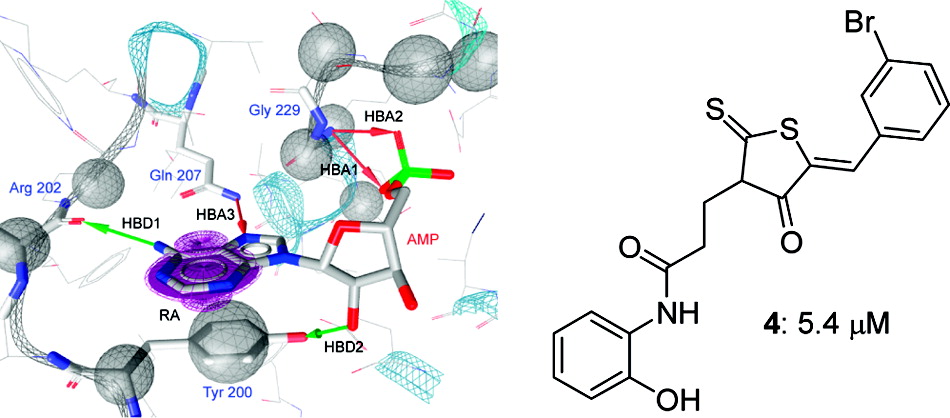 Gly 229
HBA2
HBA1
Arg 202
Gln 207
HBD1
HBA3
AMP
RA
HBD2
Tyr 200
Br
S
S
O
O
NH
OH
4: 5.4 μM